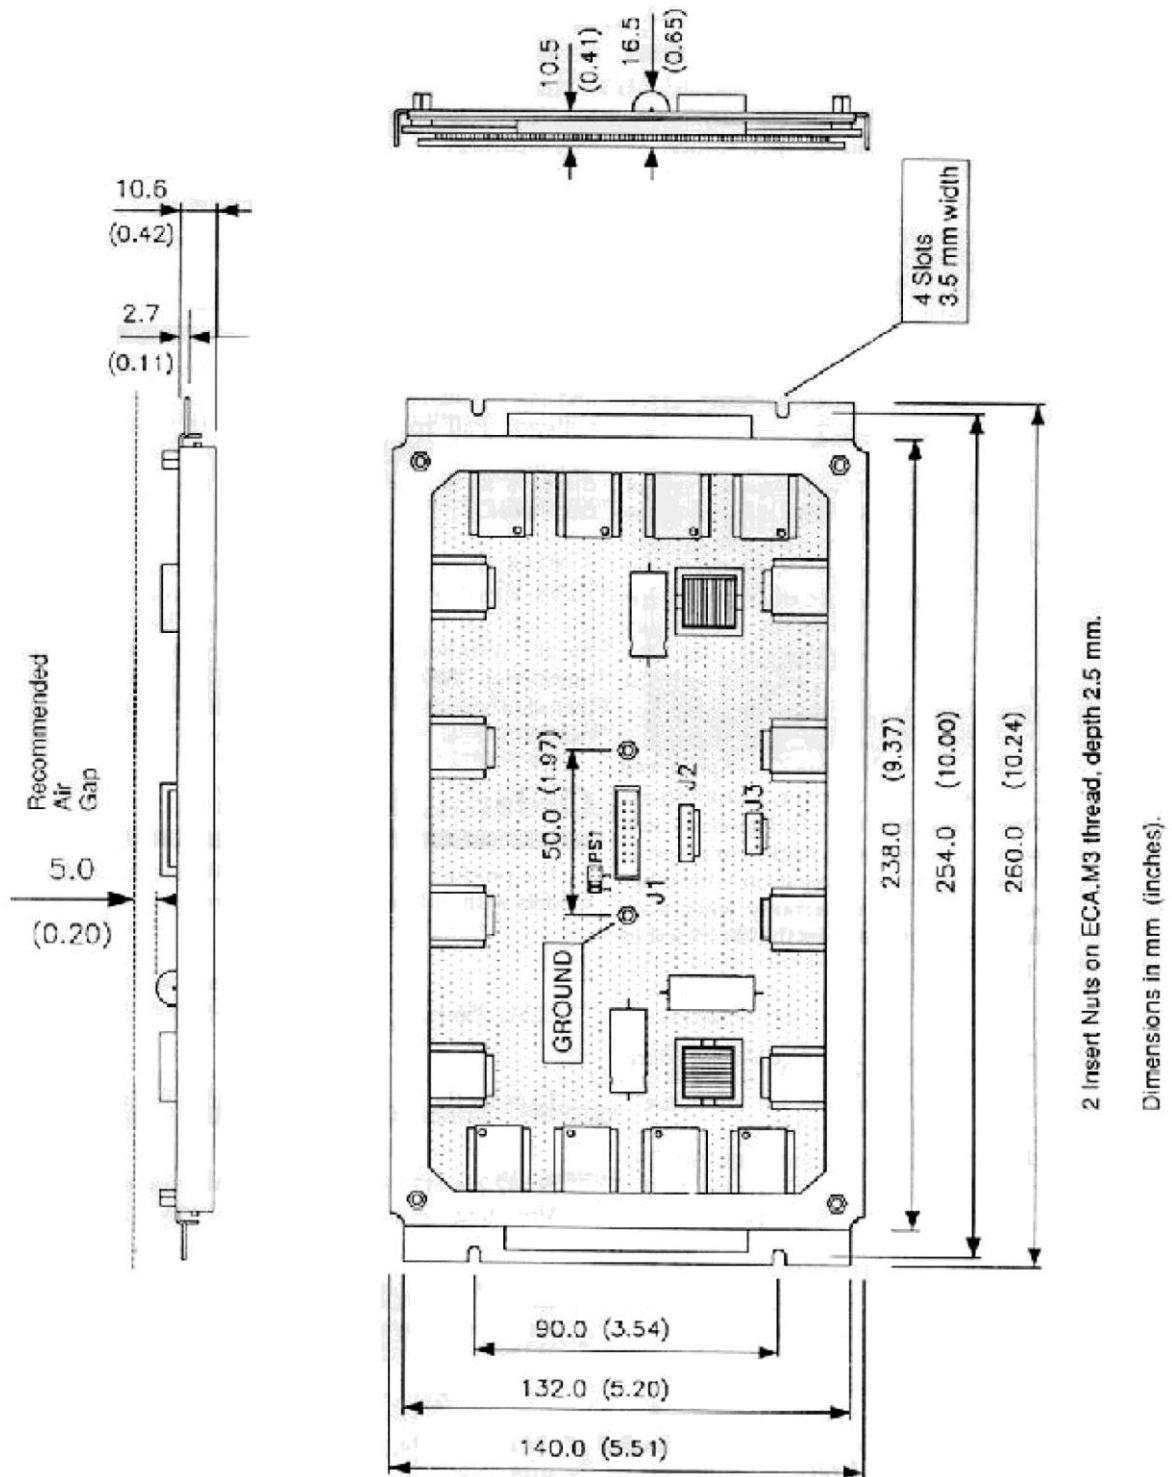 10.5
(0.41)
16.5
(0.65)
10.6
(0.42)
2.7
(0.11)
4 Slots
3.5 mm width
Recommended
Air
Gap
5.0
(0.20)
50.0 (1.97)
PS1
J1
J2
J3
GROUND
238.0 (9.37)
254.0 (10.00)
260.0 (10.24)
90.0 (3.54)
132.0 (5.20)
140.0 (5.51)
2 Insert Nuts on ECA.M3 thread, depth 2.5 mm.
Dimensions in mm (inches).